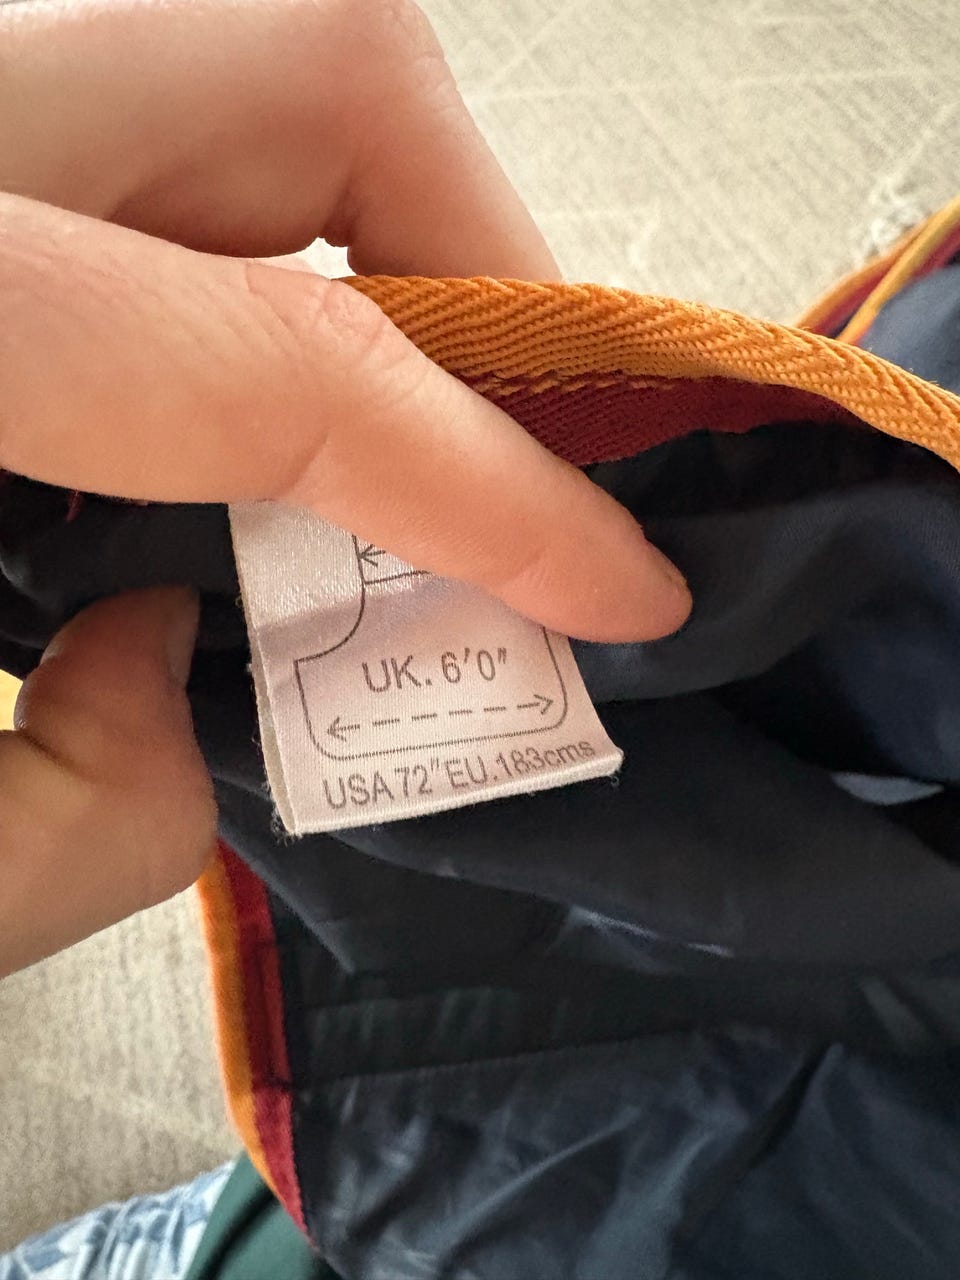 UK. 6'0"
USA 72" EU. 183cms